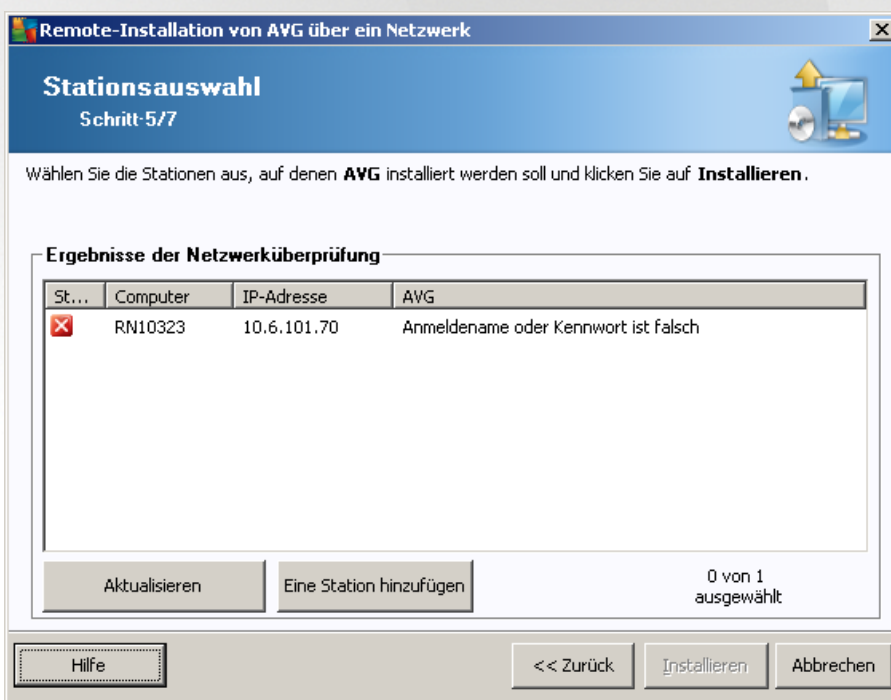 Remote-Installation von AVG über ein Netzwerk
Stationsauswahl
Schritt-5/7
Wählen Sie die Stationen aus, auf denen AVG installiert werden soll und klicken Sie auf Installieren.
Ergebnisse der Netzwerküberprüfung
St... Computer IP-Adresse AVG
RN10323 10.6.101.70 Anmeldename oder Kennwort ist falsch
Aktualisieren Eine Station hinzufügen 0 von 1
ausgewählt
Hilfe << Zurück Installieren Abbrechen